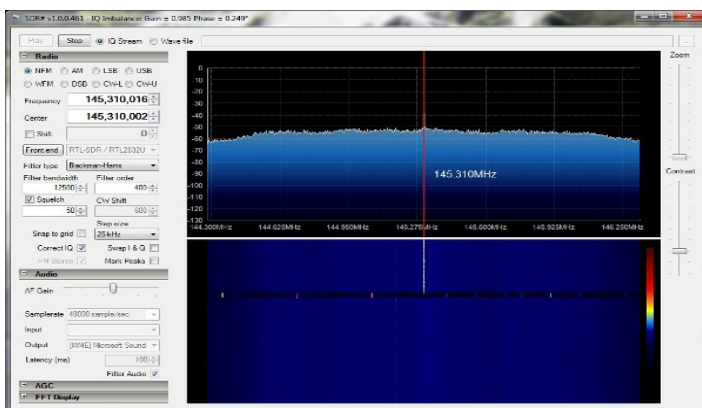 SDR# v1.0.0.461 - IQ Imbalance: Gain = 0.985 Phase = 0.249°
Play Stop IQ Stream Wave file
Radio
NFM AM LSB USB
WFM DSB CW-L CW-U
Frequency 145,310,016
Center 145,310,002
Shift 0
Front end RTL-SDR / RTL2832U
Filter type Blackman-Harris
Filter bandwidth Filter order
12500 400
Squelch CW Shift
50 600
Step size
Snap to grid 25 kHz
Correct IQ Swap I & Q
FM Stereo Mark Peaks
Audio
AF Gain
Samplerate 48000 sample/sec
Input
Output [MME] Microsoft Sound
Latency (ms) 100
Filter Audio
AGC
FFT Display
0
-10
-20
-30
-40
-50
-60
-70
-80
-90
-100
-110
-120
-130
145.310MHz
144.300MHz 144.625MHz 144.950MHz 145.275MHz 145.600MHz 145.925MHz 146.250MHz
Zoom
Contrast